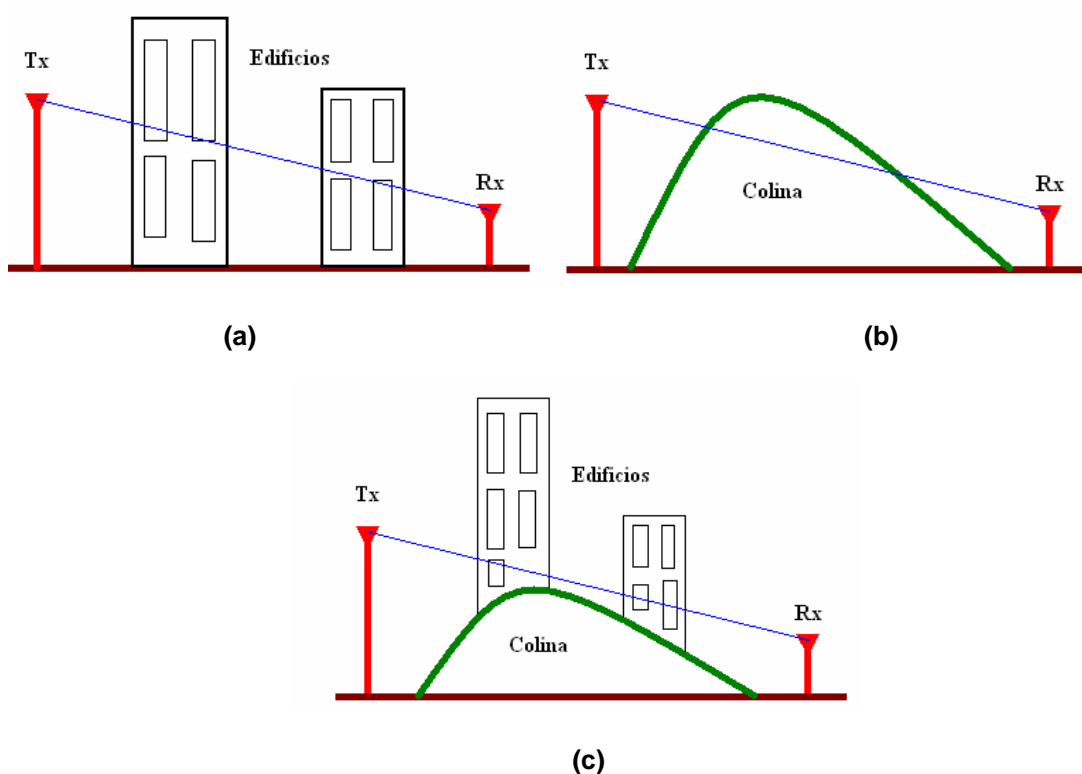 Tx
Edificios
Rx
(a)
Tx
Colina
Rx
(b)
Edificios
Tx
Colina
Rx
(c)